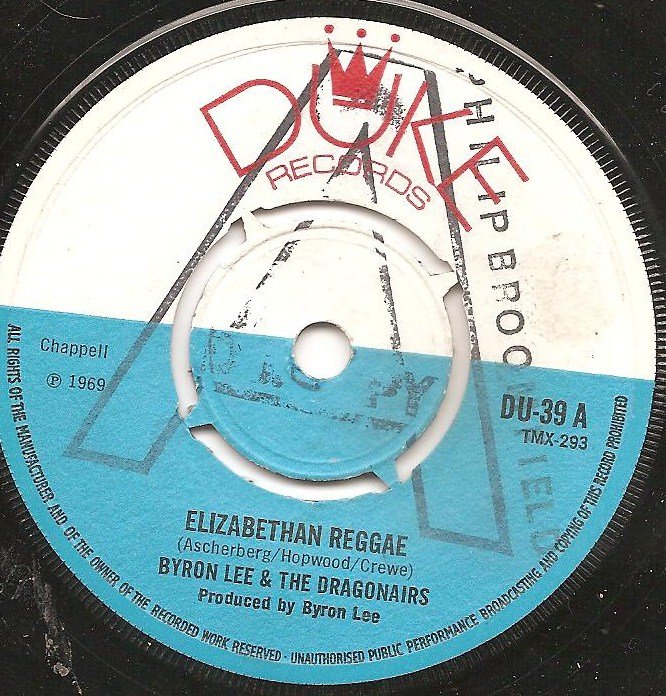 DUKE
RECORDS
A
Chappell
℗ 1969
DU-39 A
TMX-293
ELIZABETHAN REGGAE
(Ascherberg/Hopwood/Crewe)
BYRON LEE & THE DRAGONAIRS
Produced by Byron Lee
ALL RIGHTS OF THE MANUFACTURER AND OF THE OWNER OF THE RECORDED WORK RESERVED - UNAUTHORISED PUBLIC PERFORMANCE BROADCASTING AND COPYING OF THIS RECORD PROHIBITED